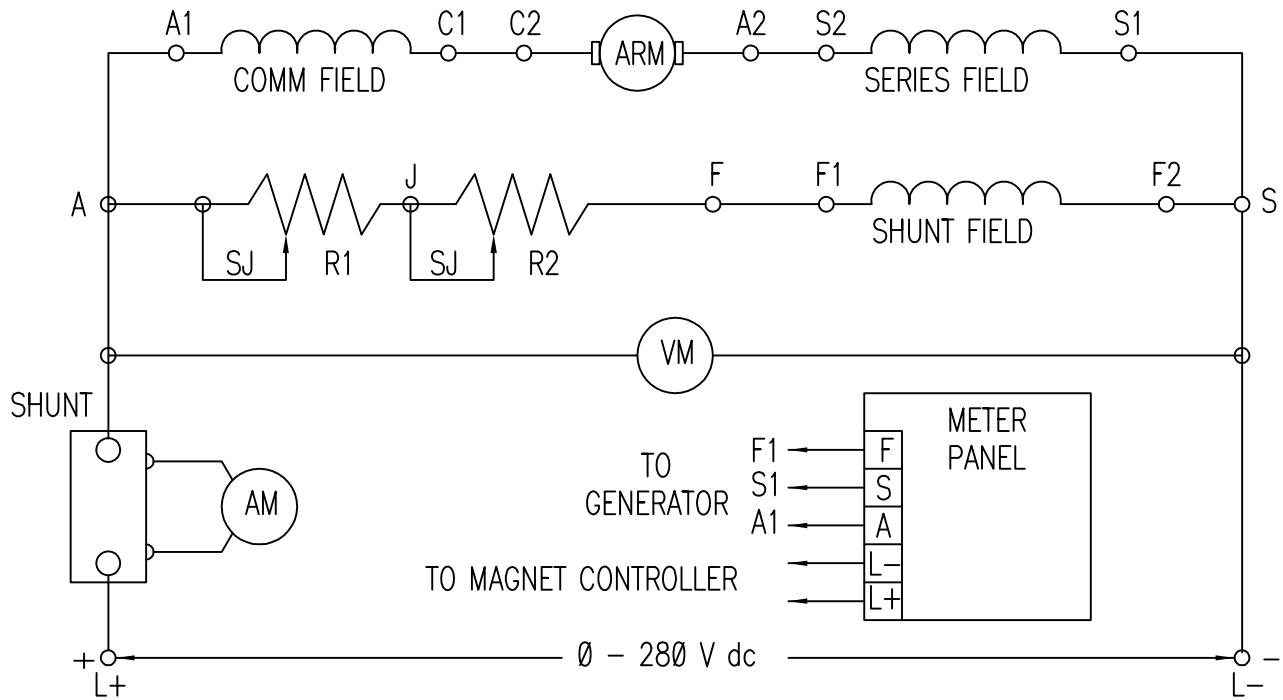 A1 C1 C2 ARM A2 S2 S1
COMM FIELD SERIES FIELD
A J F F1 F2 S
SJ R1 SJ R2 SHUNT FIELD
VM
SHUNT
METER
PANEL
AM
TO
GENERATOR
F1 F
S1 S
A1 A
L-
TO MAGNET CONTROLLER
L+
+ Ø - 28Ø V dc -
L+ L-